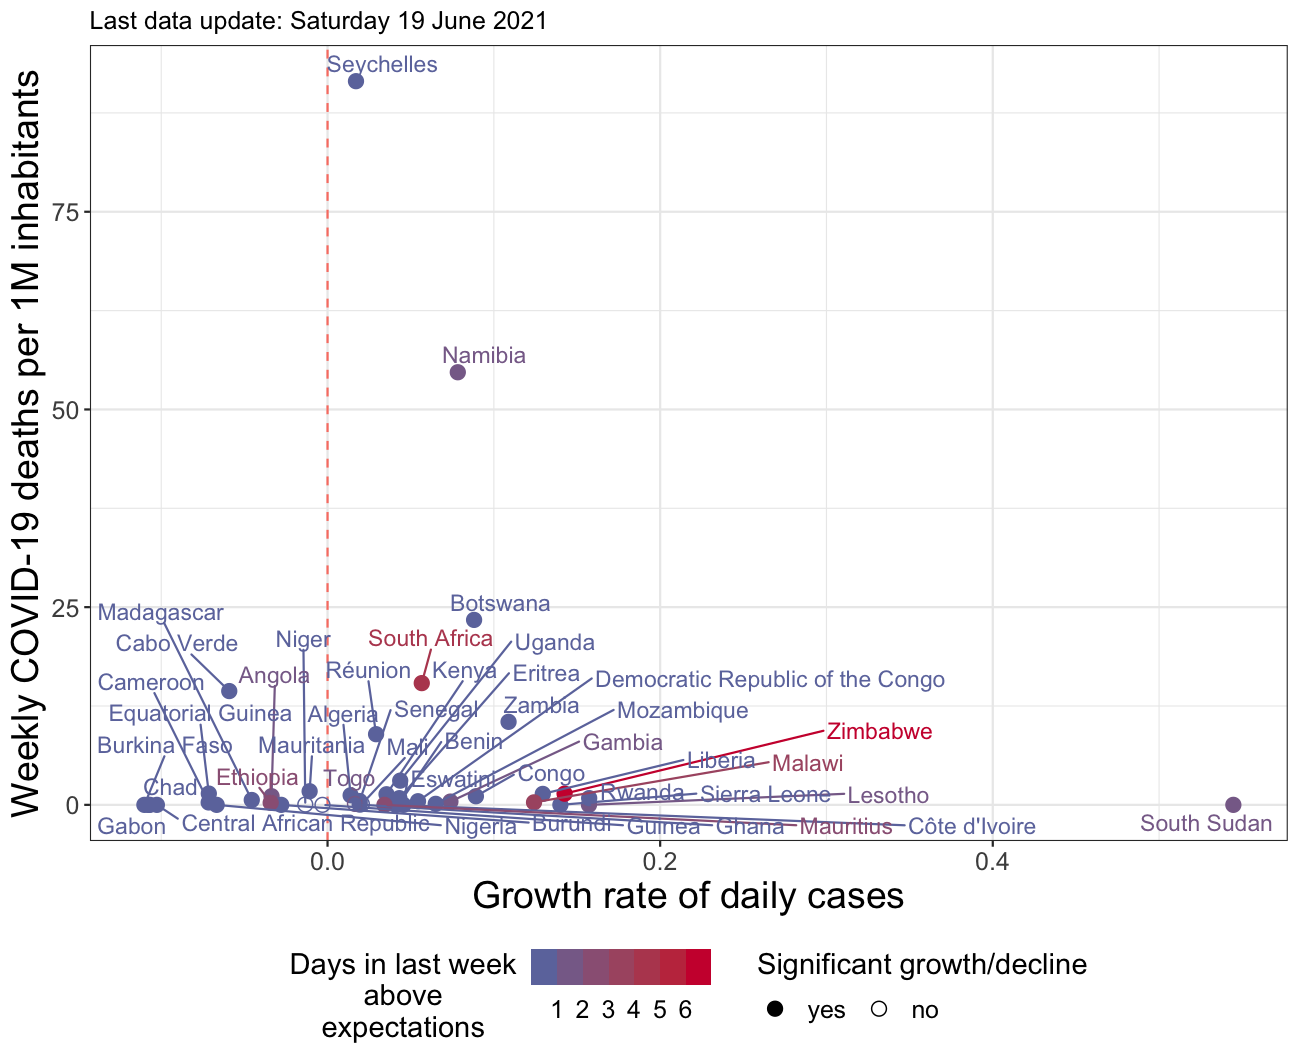 Last data update: Saturday 19 June 2021
Weekly COVID-19 deaths per 1M inhabitants
75
50
25
0
Seychelles
Namibia
Botswana
Madagascar
Cabo Verde
Niger
South Africa
Uganda
Cameroon
Angola
Réunion
Kenya
Eritrea
Democratic Republic of the Congo
Equatorial Guinea
Algeria
Senegal
Zambia
Mozambique
Zimbabwe
Burkina Faso
Mauritania
Mali
Benin
Gambia
Liberia
Malawi
Chad
Ethiopia
Togo
Eswatini
Congo
Rwanda
Sierra Leone
Lesotho
Gabon
Central African Republic
Nigeria
Burundi
Guinea
Ghana
Mauritius
Côte d'Ivoire
South Sudan
0.0
0.2
0.4
Growth rate of daily cases
Days in last week
above
expectations
1 2 3 4 5 6
Significant growth/decline
yes
no